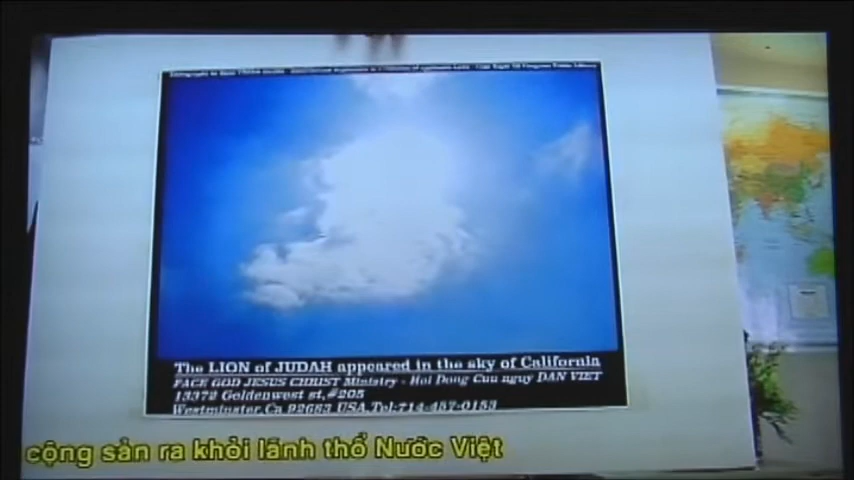 The LION of JUDAH appeared in the sky of California
FACE GOD JESUS CHRIST Ministry - Hoi Dong Cuu nguy DAN VIET
13372 Goldenwest st, #205
Westminster, Ca 92683 USA, Tel: 714-487-0153
cộng sản ra khỏi lãnh thổ Nước Việt